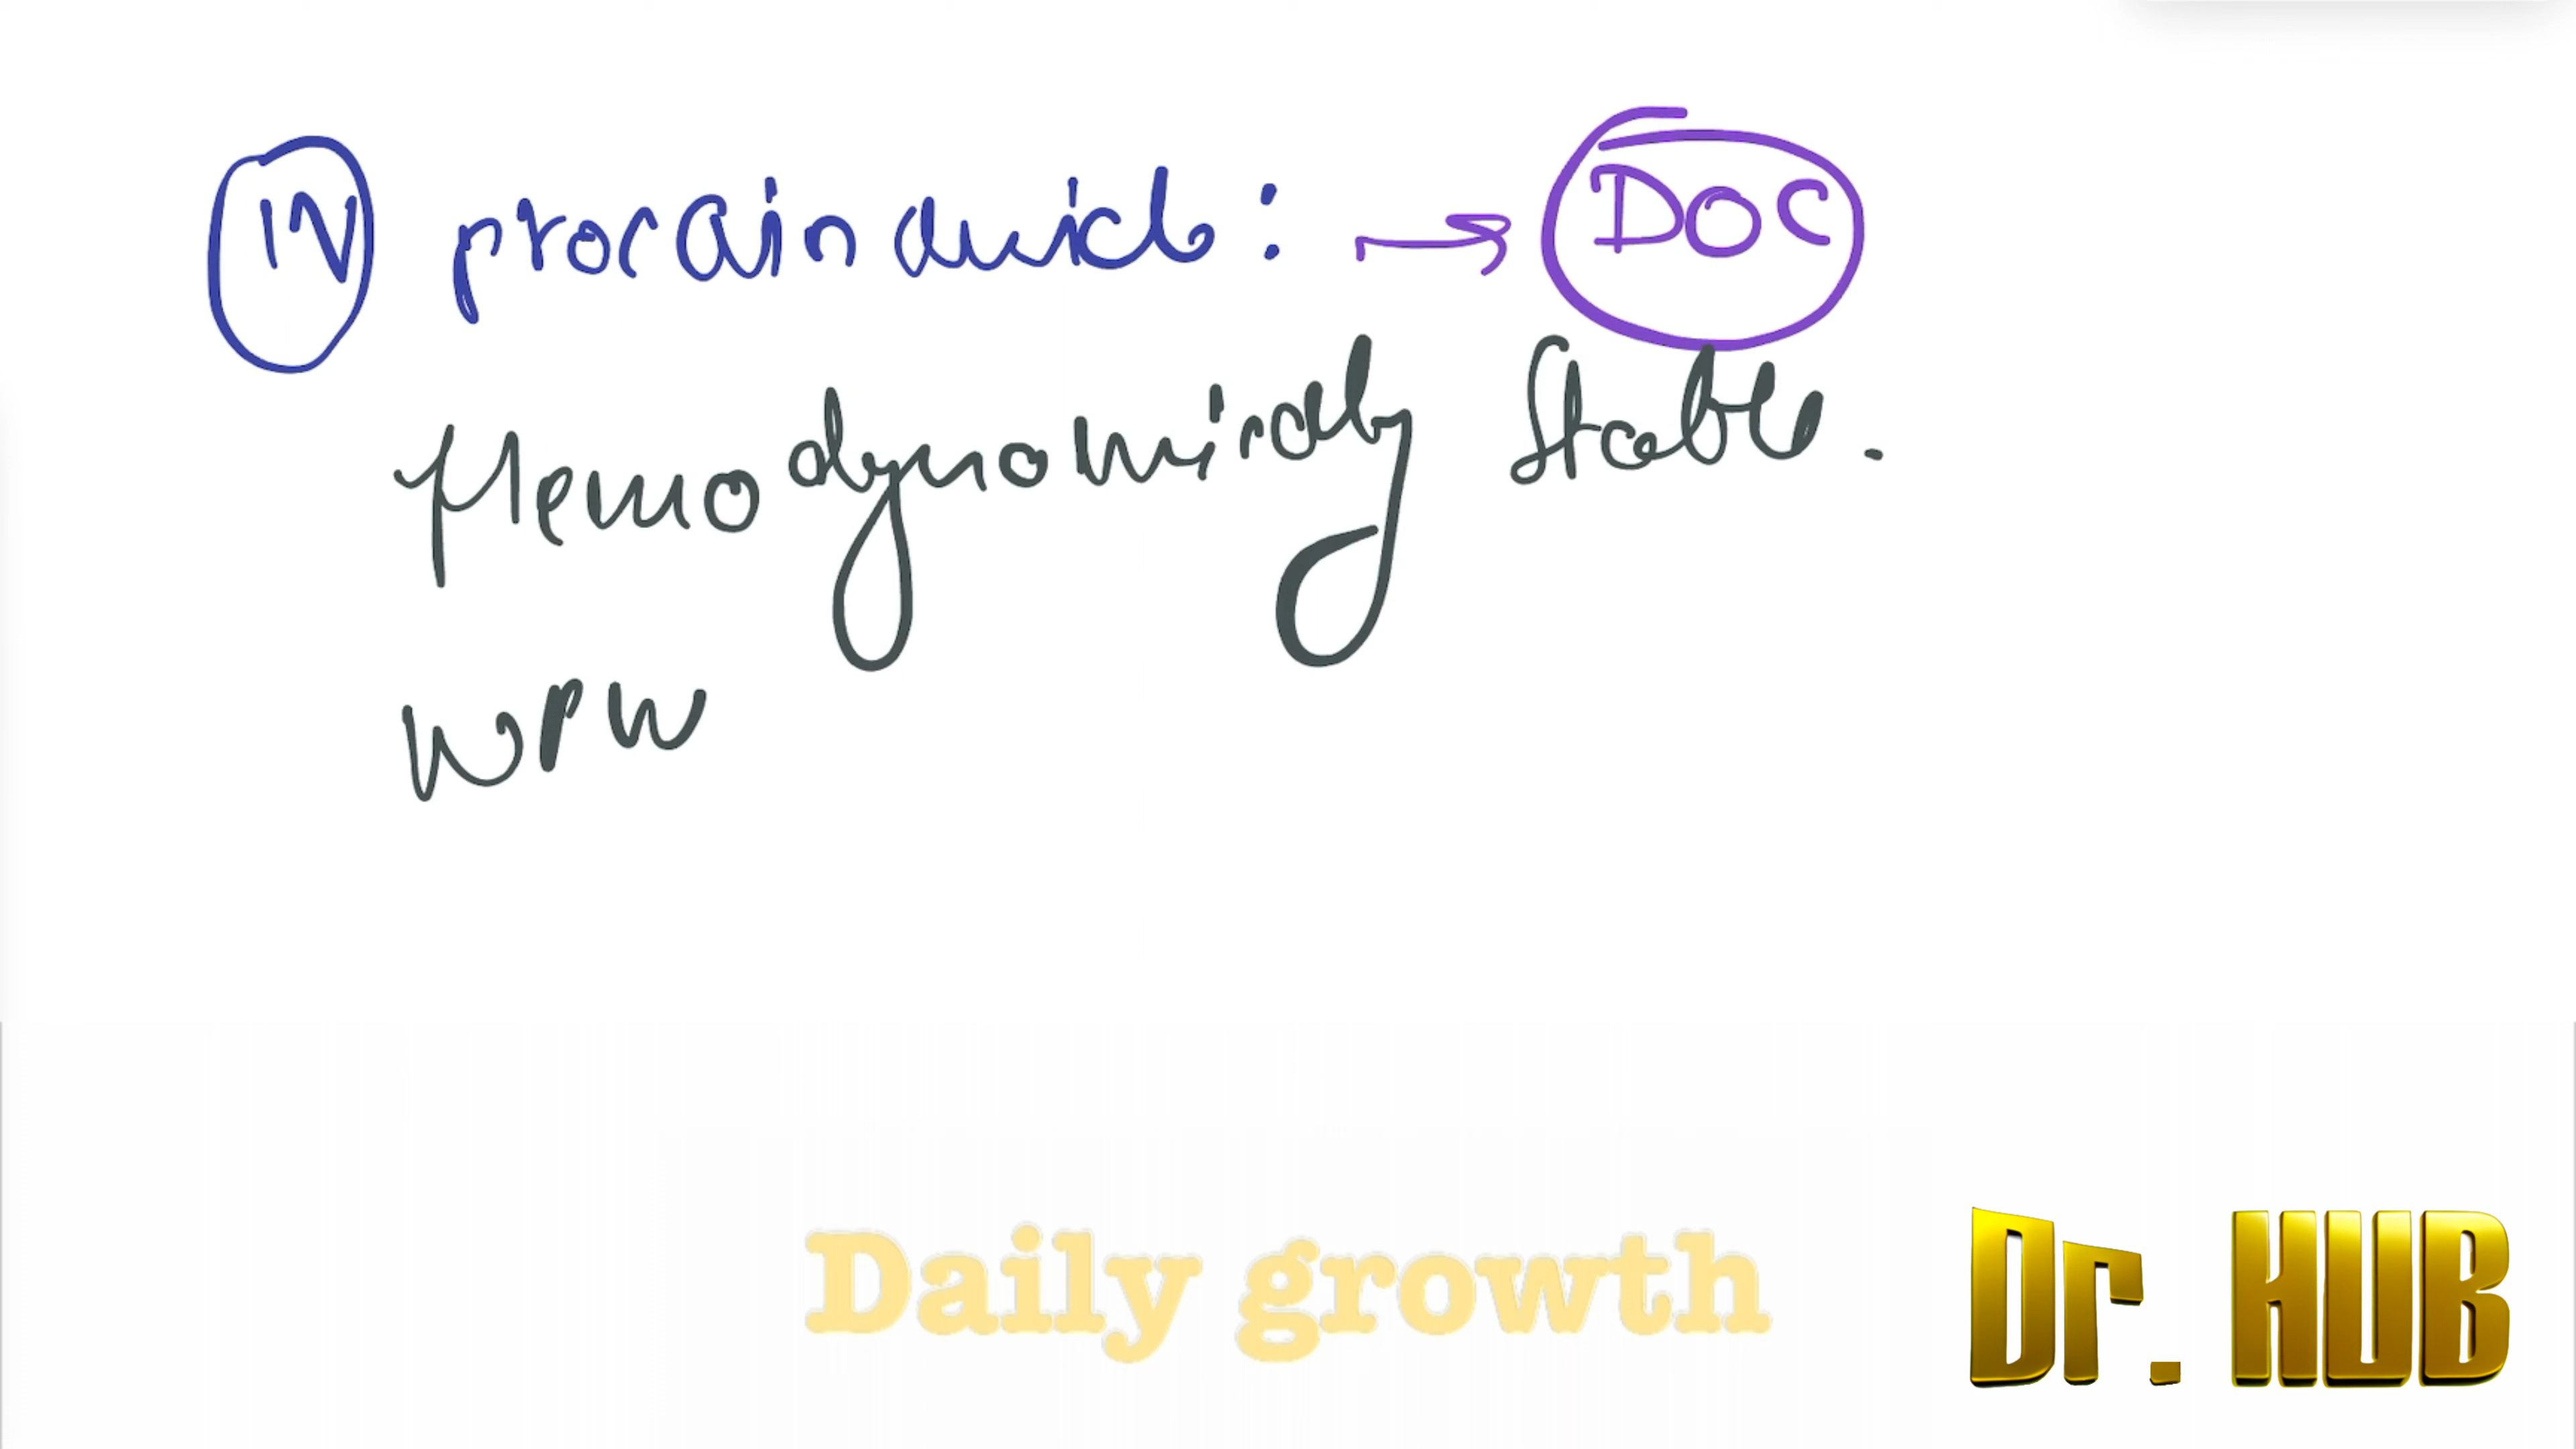 IV procainamide: → DOC
Hemodynamically Stable.
WPW
Daily growth
Dr. HUB